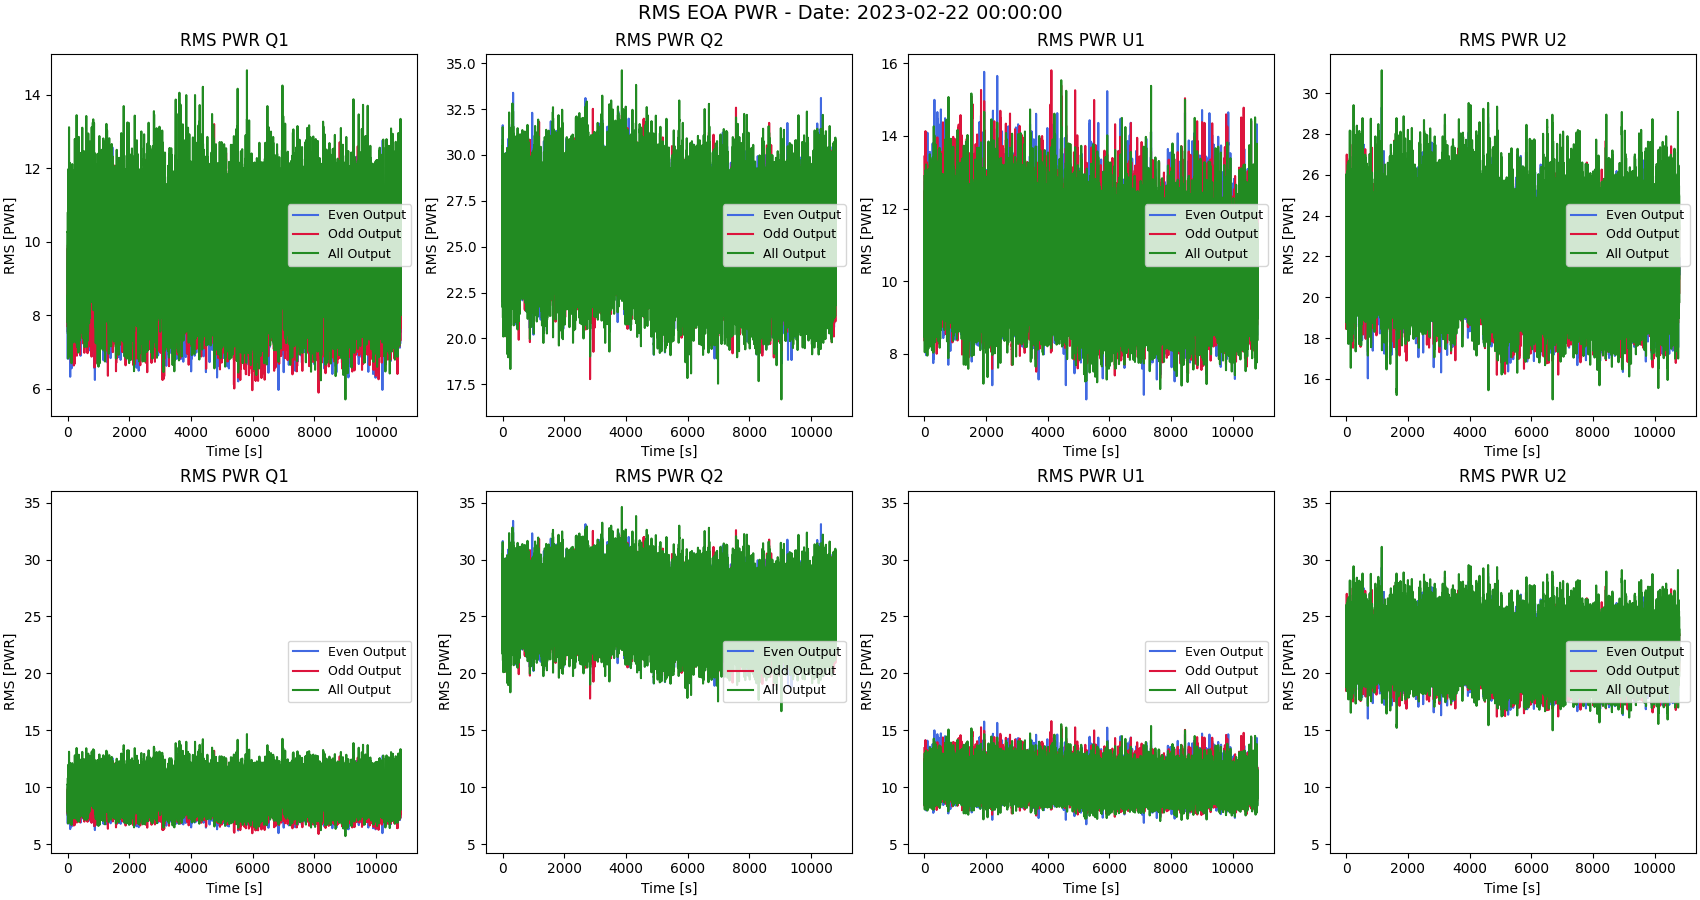 RMS EOA PWR - Date: 2023-02-22 00:00:00
RMS PWR Q1
RMS [PWR]
14
12
10
8
6
Even Output
Odd Output
All Output
0 2000 4000 6000 8000 10000
Time [s]
RMS PWR Q2
RMS [PWR]
35.0
32.5
30.0
27.5
25.0
22.5
20.0
17.5
Even Output
Odd Output
All Output
0 2000 4000 6000 8000 10000
Time [s]
RMS PWR U1
RMS [PWR]
16
14
12
10
8
Even Output
Odd Output
All Output
0 2000 4000 6000 8000 10000
Time [s]
RMS PWR U2
RMS [PWR]
30
28
26
24
22
20
18
16
Even Output
Odd Output
All Output
0 2000 4000 6000 8000 10000
Time [s]
RMS PWR Q1
RMS [PWR]
35
30
25
20
15
10
5
Even Output
Odd Output
All Output
0 2000 4000 6000 8000 10000
Time [s]
RMS PWR Q2
RMS [PWR]
35
30
25
20
15
10
5
Even Output
Odd Output
All Output
0 2000 4000 6000 8000 10000
Time [s]
RMS PWR U1
RMS [PWR]
35
30
25
20
15
10
5
Even Output
Odd Output
All Output
0 2000 4000 6000 8000 10000
Time [s]
RMS PWR U2
RMS [PWR]
35
30
25
20
15
10
5
Even Output
Odd Output
All Output
0 2000 4000 6000 8000 10000
Time [s]